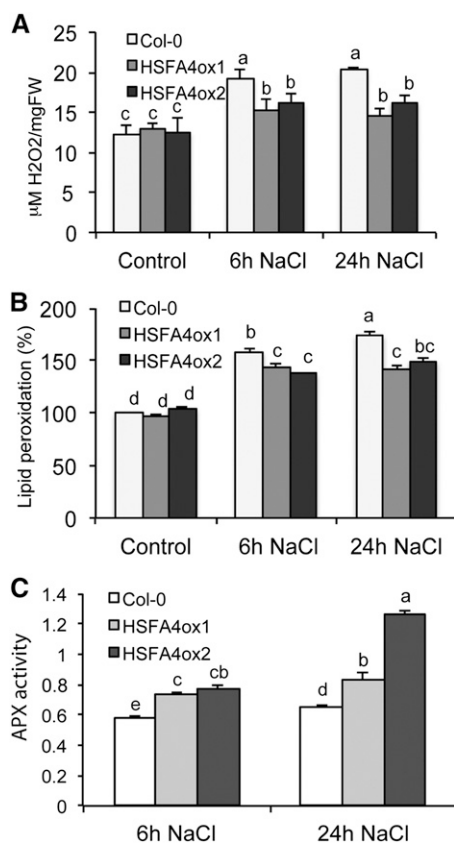 A
μM H2O2/mgFW
25
20
15
10
5
0
Col-0
HSFA4ox1
HSFA4ox2
c c c
a b b
a b b
Control 6h NaCl 24h NaCl
B
Lipid peroxidation (%)
200
150
100
50
0
Col-0
HSFA4ox1
HSFA4ox2
d d d
b c c
a c bc
Control 6h NaCl 24h NaCl
C
APX activity
1.4
1.2
1
0.8
0.6
0.4
0.2
0
Col-0
HSFA4ox1
HSFA4ox2
e c cb
d b a
6h NaCl 24h NaCl